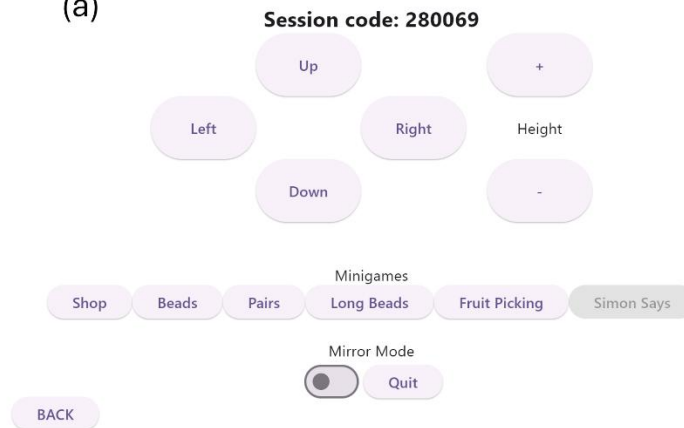 (a)
Session code: 280069
Up
+
Left
Right
Height
Down
-
Minigames
Shop
Beads
Pairs
Long Beads
Fruit Picking
Simon Says
Mirror Mode
Quit
BACK